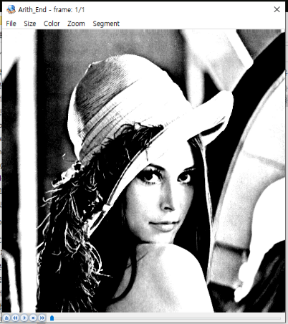 Arith_End - frame: 1/1
File Size Color Zoom Segment